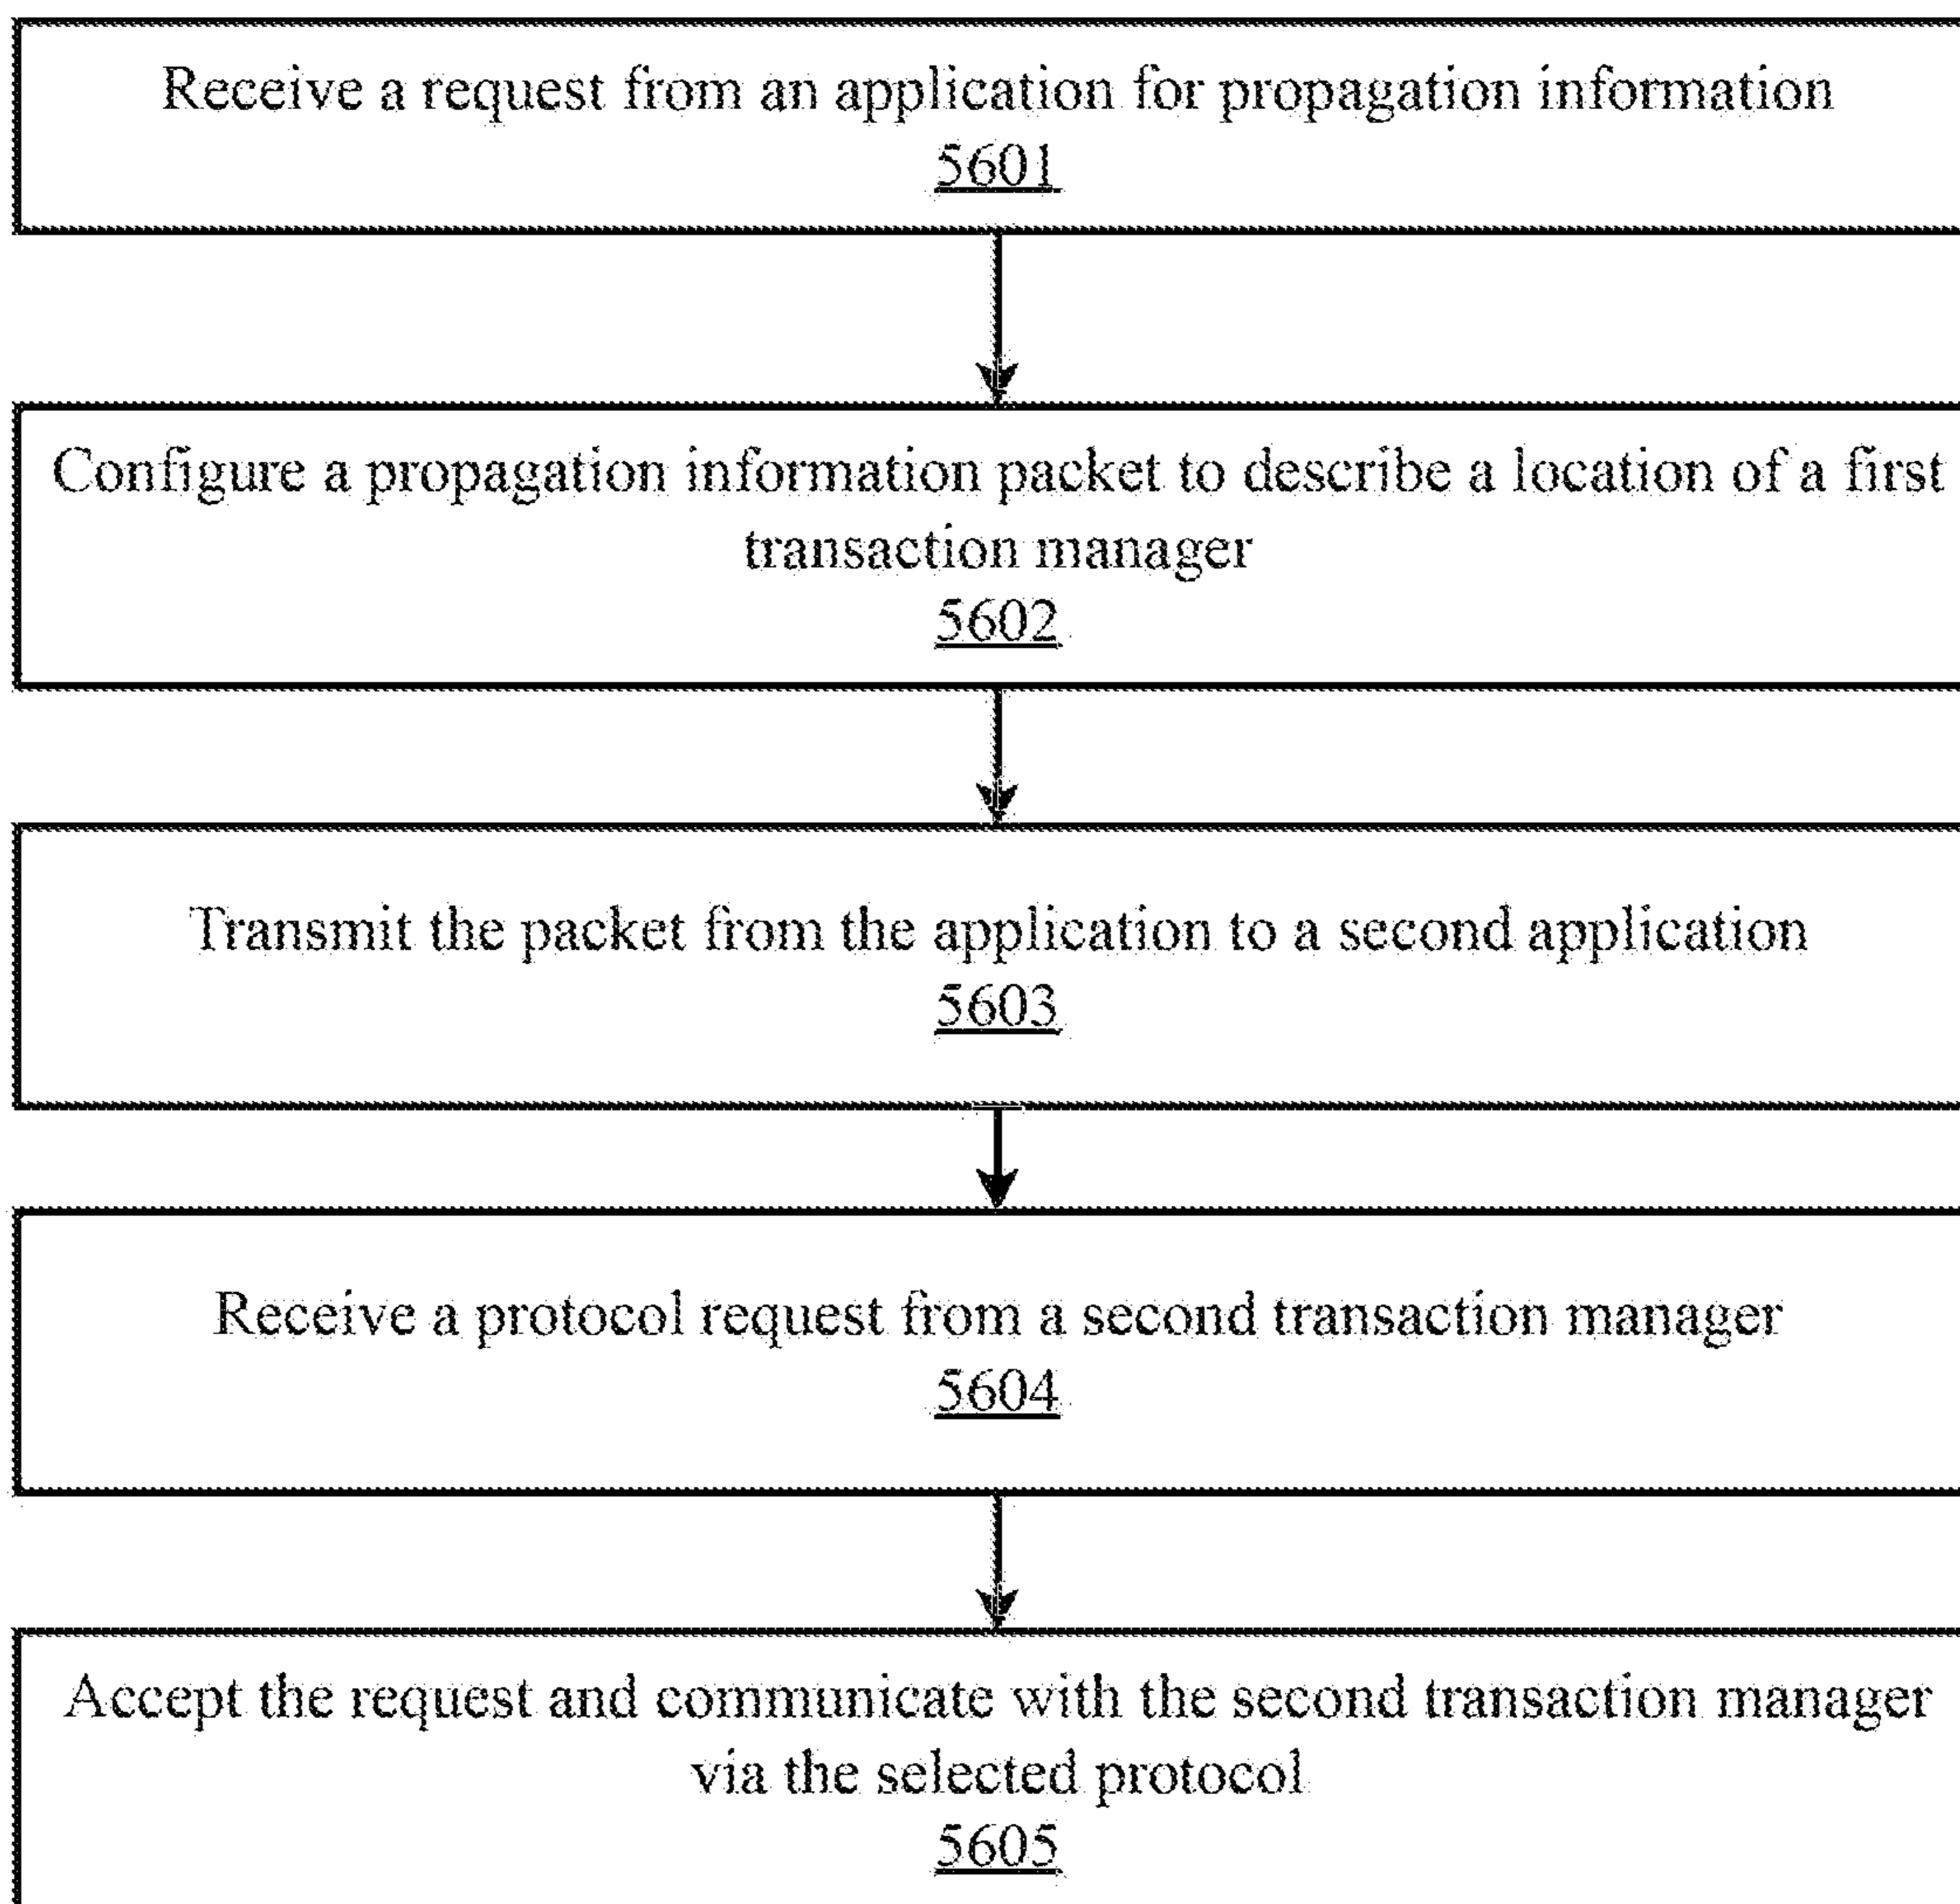 Receive a request from an application for propagation information
5601
Configure a propagation information packet to describe a location of a first
transaction manager
5602
Transmit the packet from the application to a second application
5603
Receive a protocol request from a second transaction manager
5604
Accept the request and communicate with the second transaction manager
via the selected protocol
5605